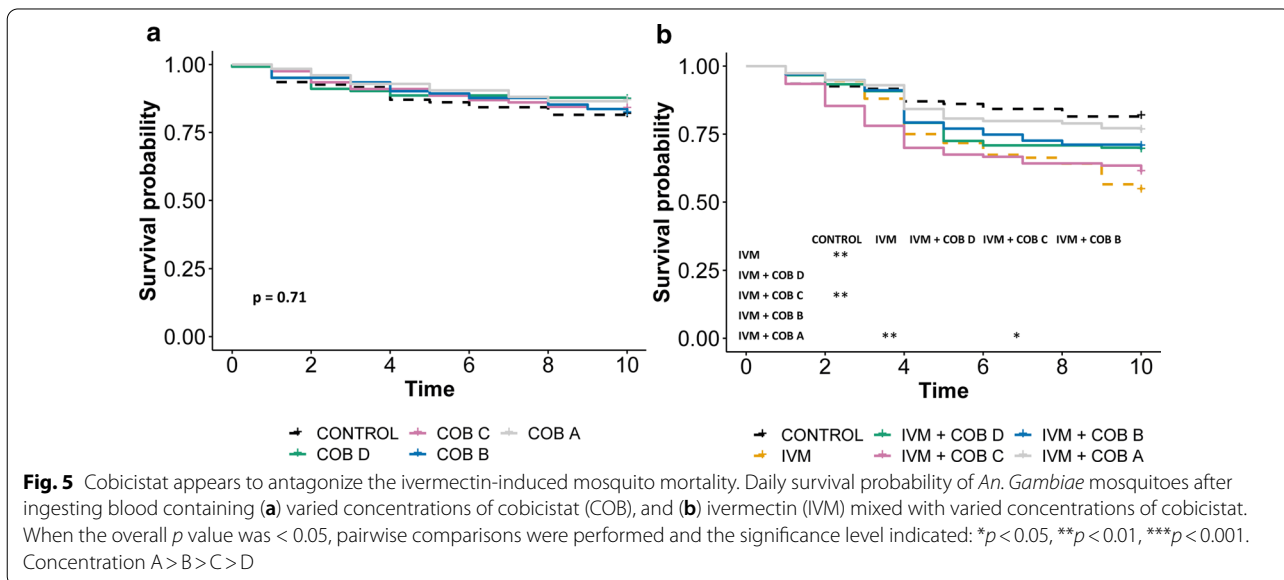 a
Survival probability
1.00
0.75
0.50
0.25
0.00
p = 0.71
0 2 4 6 8 10
Time
CONTROL COB C COB A
COB D COB B
b
Survival probability
1.00
0.75
0.50
0.25
0.00
CONTROL IVM IVM + COB D IVM + COB C IVM + COB B
IVM **
IVM + COB D
IVM + COB C **
IVM + COB B
IVM + COB A ** *
0 2 4 6 8 10
Time
CONTROL IVM + COB D IVM + COB B
IVM IVM + COB C IVM + COB A
Fig. 5 Cobicistat appears to antagonize the ivermectin-induced mosquito mortality. Daily survival probability of An. Gambiae mosquitoes after
ingesting blood containing (a) varied concentrations of cobicistat (COB), and (b) ivermectin (IVM) mixed with varied concentrations of cobicistat.
When the overall p value was < 0.05, pairwise comparisons were performed and the significance level indicated: *p < 0.05, **p < 0.01, ***p < 0.001.
Concentration A > B > C > D